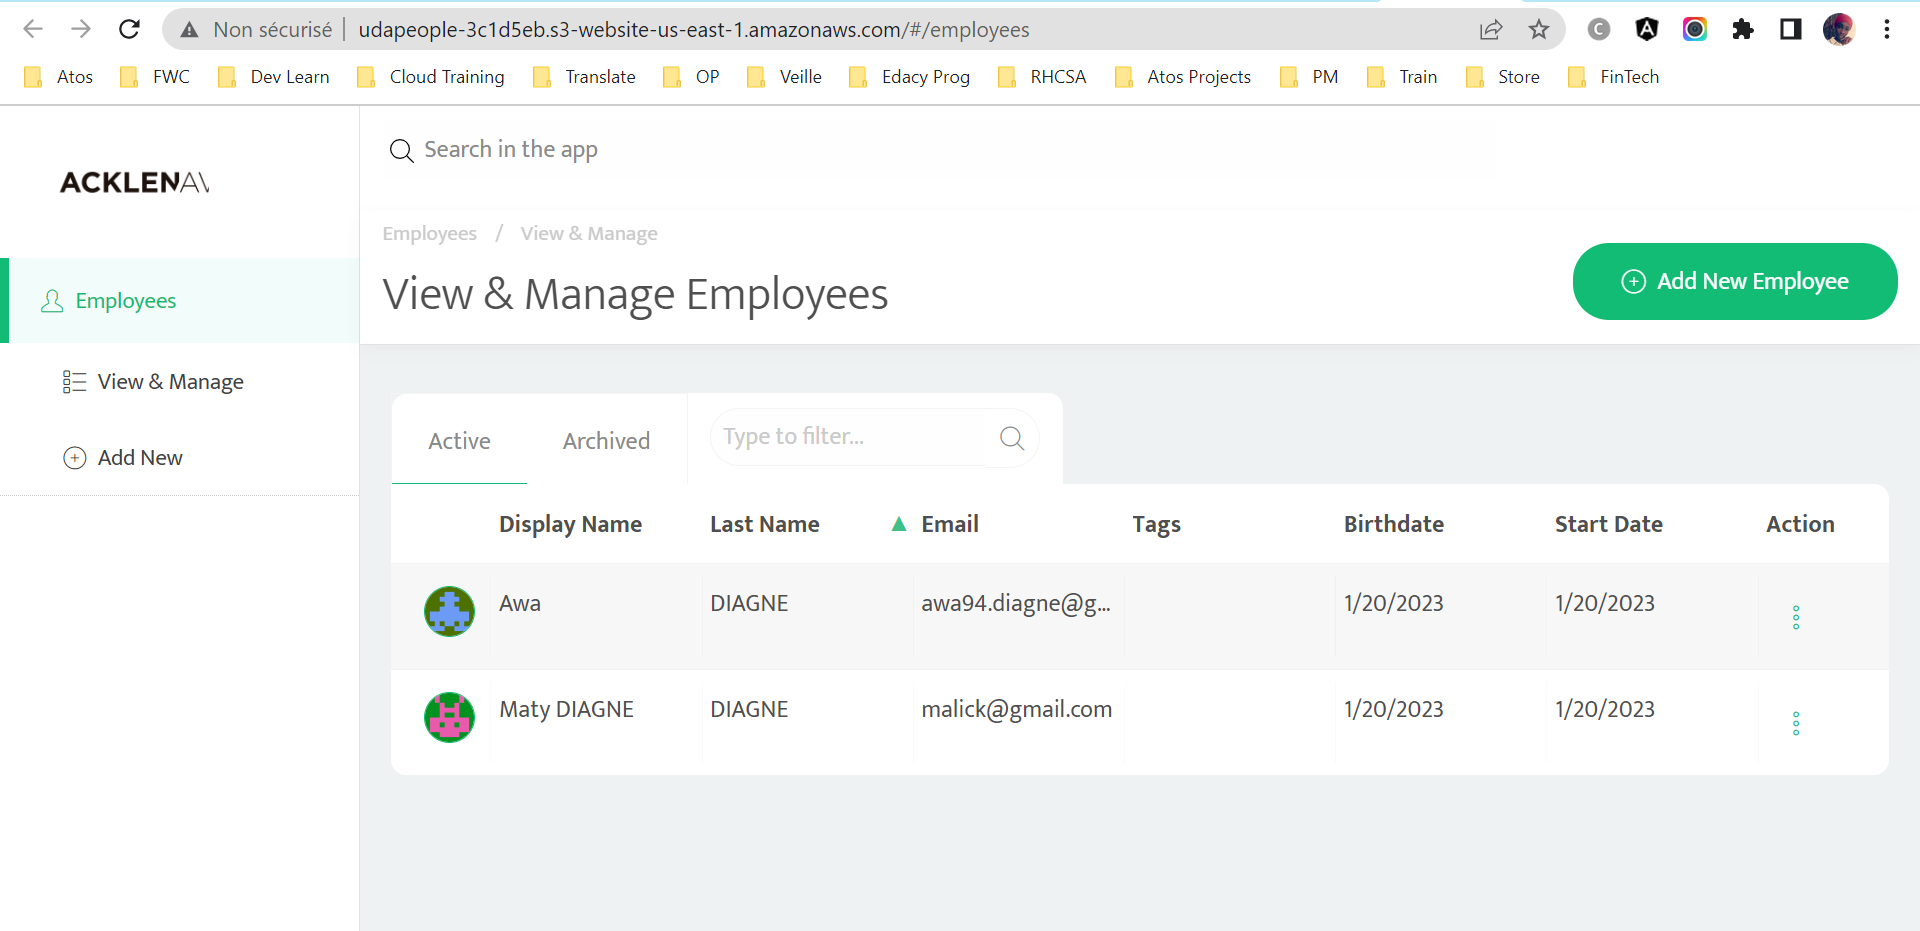 Non sécurisé | udapeople-3c1d5eb.s3-website-us-east-1.amazonaws.com/#/employees
Atos FWC Dev Learn Cloud Training Translate OP Veille Edacy Prog RHCSA Atos Projects PM Train Store FinTech
ACKLENAV
Search in the app
Employees / View & Manage
View & Manage Employees
Add New Employee
Employees
View & Manage
Add New
Active Archived Type to filter...
Display Name Last Name ▲ Email Tags Birthdate Start Date Action
Awa DIAGNE awa94.diagne@g... 1/20/2023 1/20/2023
Maty DIAGNE DIAGNE malick@gmail.com 1/20/2023 1/20/2023